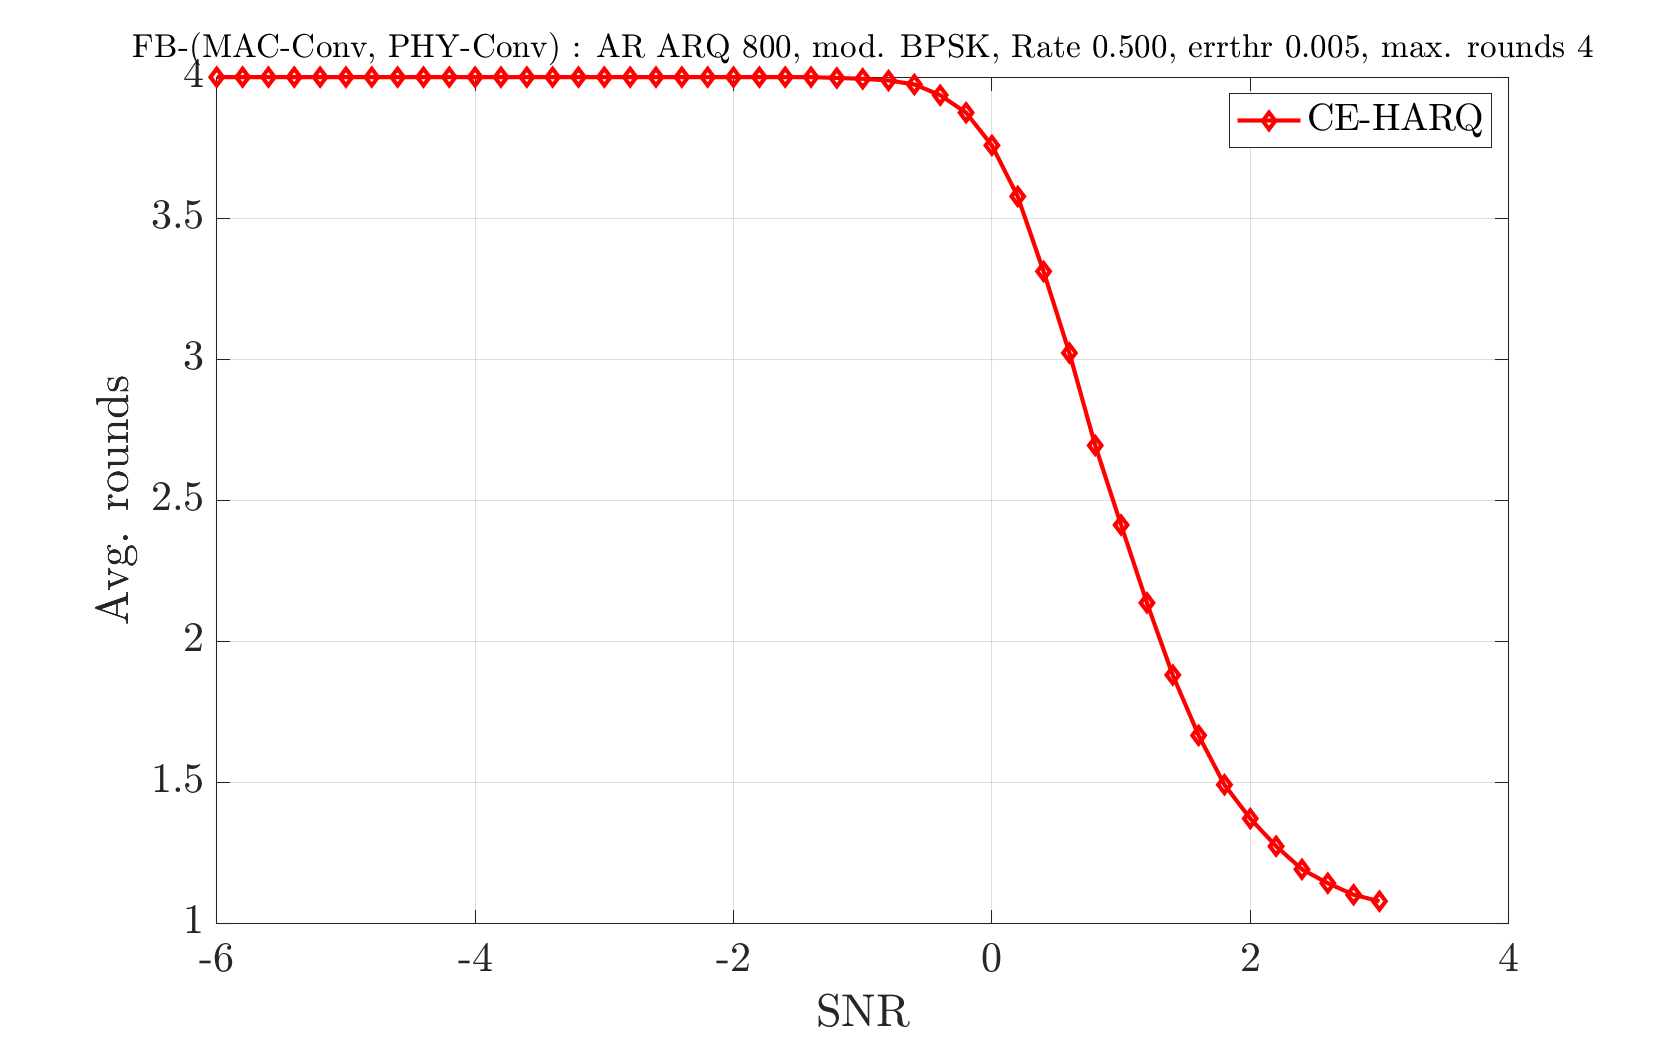 FB-(MAC-Conv, PHY-Conv) : AR ARQ 800, mod. BPSK, Rate 0.500, errthr 0.005, max. rounds 4
CE-HARQ
4
3.5
3
2.5
2
1.5
1
Avg. rounds
-6 -4 -2 0 2 4
SNR